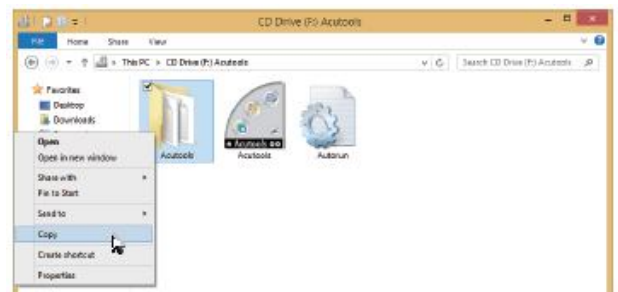 CD Drive (F:) Acutools
File Home Share View
This PC CD Drive (F:) Acutools
Search CD Drive (F:) Acutools
Favorites
Desktop
Downloads
Open
Open in new window
Share with
Pin to Start
Send to
Copy
Create shortcut
Properties
Acutools
Acutools
Acutools
Autorun